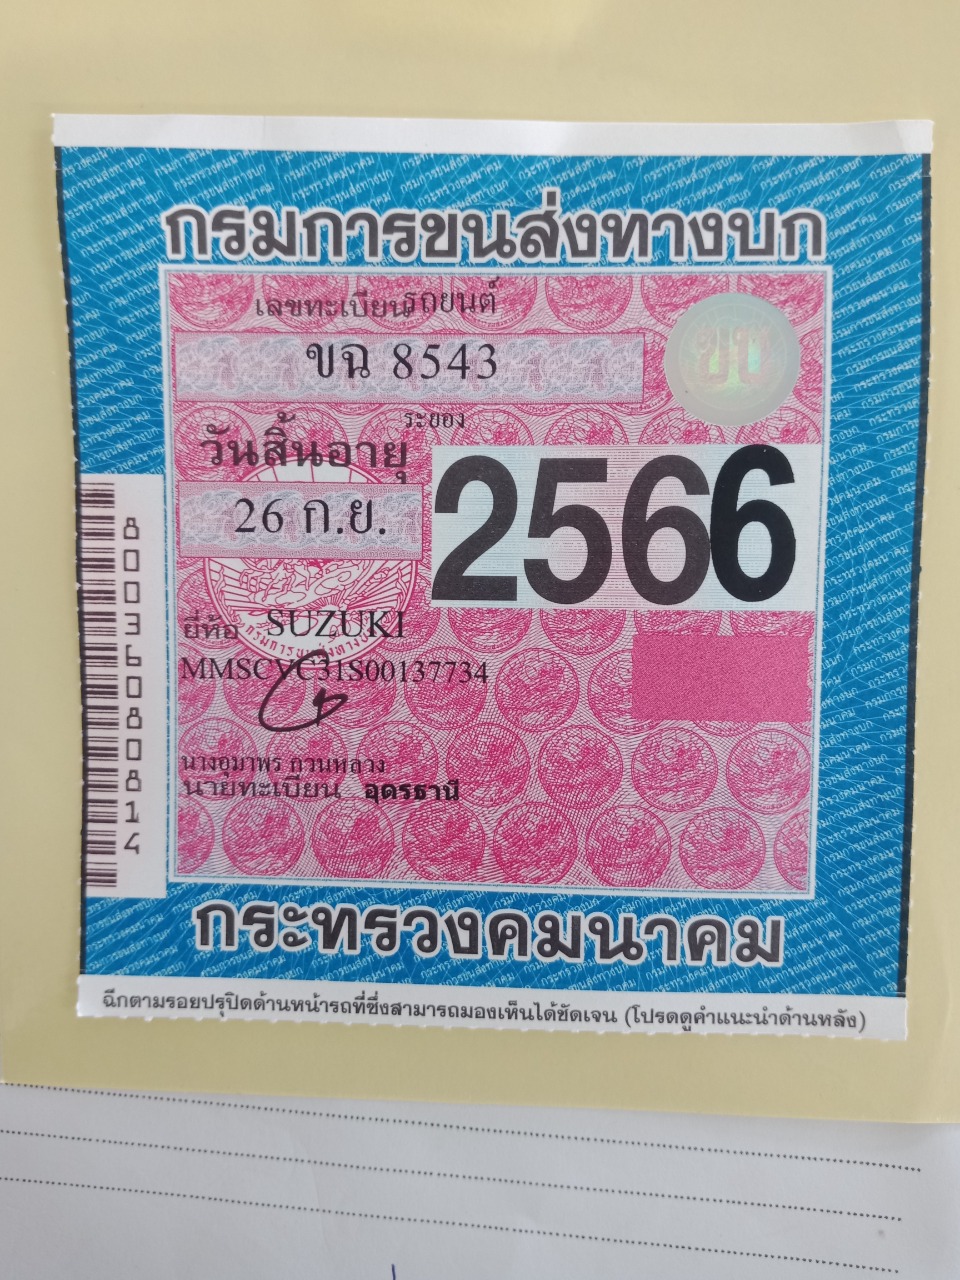 กรมการขนส่งทางบก
เลขทะเบียนรถยนต์
ขฉ 8543
ระยอง
วันสิ้นอายุ
26 ก.ย.
2566
ยี่ห้อ SUZUKI
MMSCVC31S00137734
นางอุมาพร กวนหลวง
นายทะเบียน อุดรธานี
8003608080814
กระทรวงคมนาคม
ฉีกตามรอยปรุปิดด้านหน้ารถที่ซึ่งสามารถมองเห็นได้ชัดเจน (โปรดดูคำแนะนำด้านหลัง)